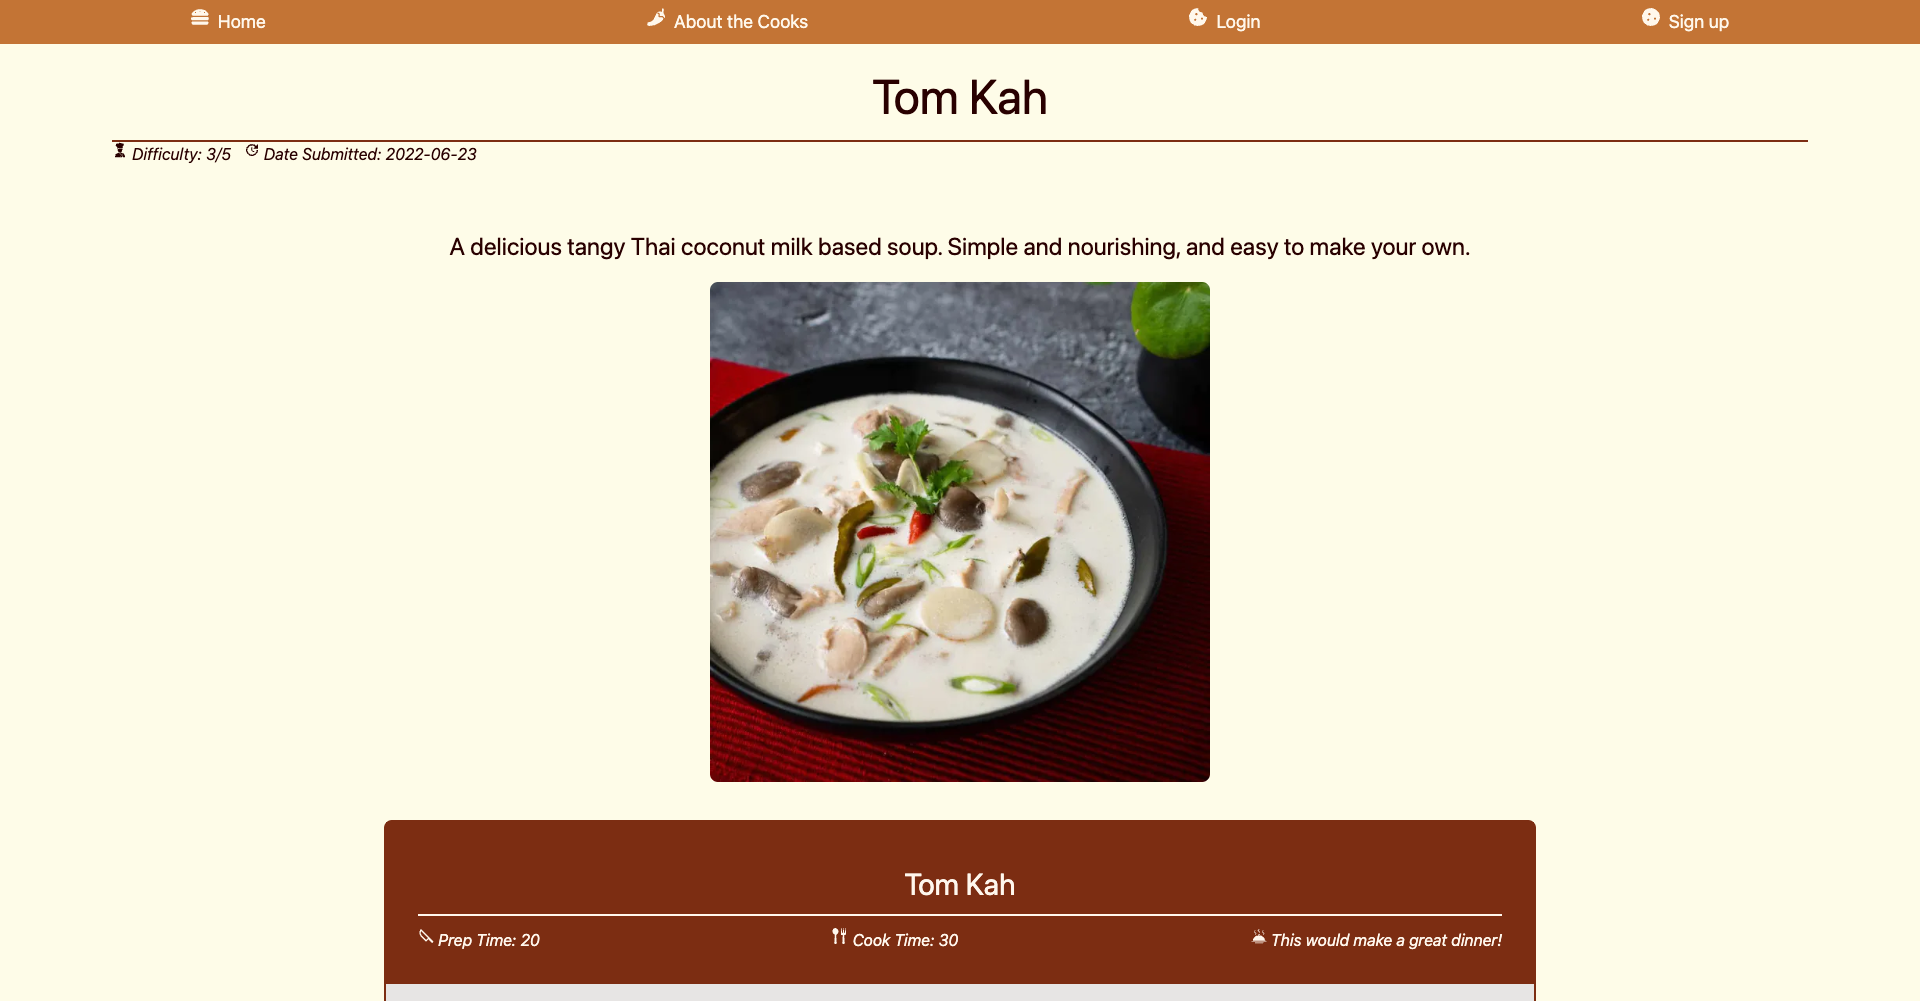 Home About the Cooks Login Sign up
Tom Kah
Difficulty: 3/5 Date Submitted: 2022-06-23
A delicious tangy Thai coconut milk based soup. Simple and nourishing, and easy to make your own.
Tom Kah
Prep Time: 20 Cook Time: 30 This would make a great dinner!